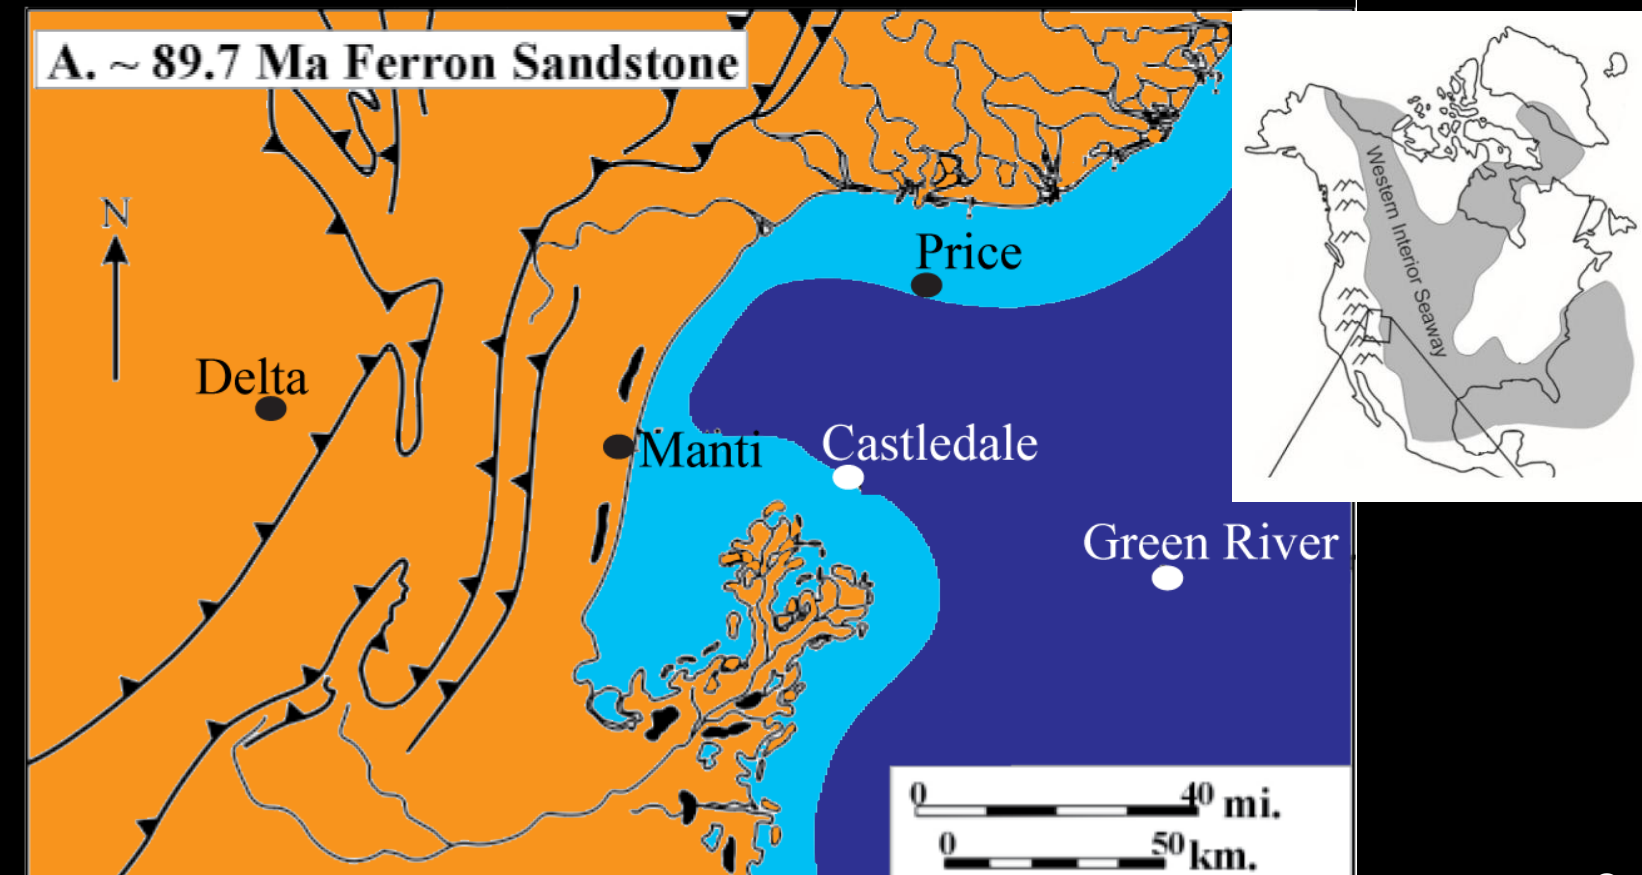 A. ~ 89.7 Ma Ferron Sandstone
N
Price
Delta
Manti
Castledale
Green River
0 40 mi.
0 50 km.
Western Interior Seaway